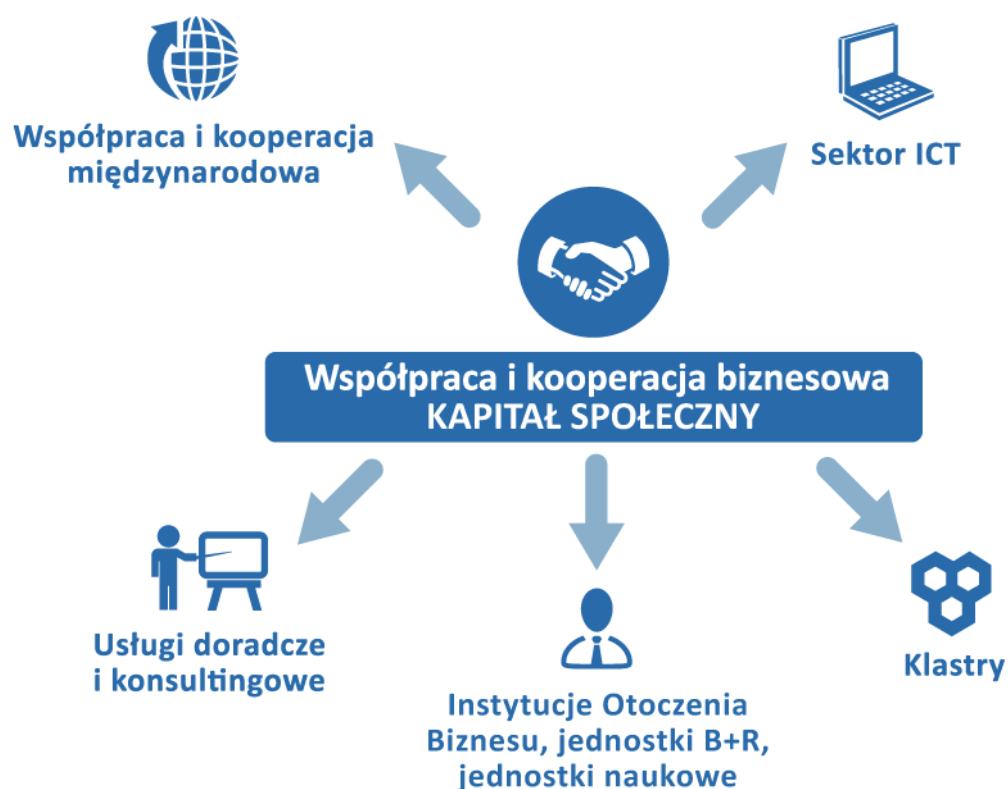 Współpraca i kooperacja
międzynarodowa
Sektor ICT
Współpraca i kooperacja biznesowa
KAPITAŁ SPOŁECZNY
Usługi doradcze
i konsultingowe
Instytucje Otoczenia
Biznesu, jednostki B+R,
jednostki naukowe
Klastry